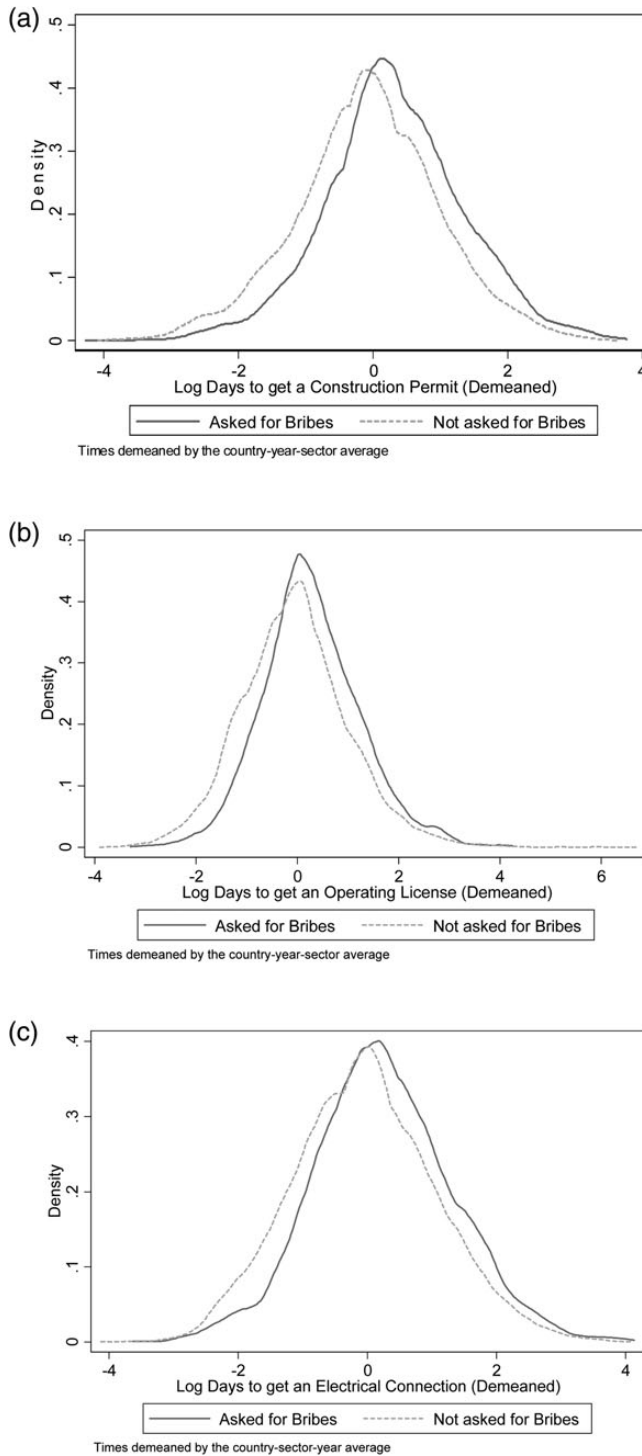 (a)
.5
.4
.3
.2
.1
0
Density
-4 -2 0 2 4
Log Days to get a Construction Permit (Demeaned)
Asked for Bribes Not asked for Bribes
Times demeaned by the country-year-sector average
(b)
.5
.4
.3
.2
.1
0
Density
-4 -2 0 2 4 6
Log Days to get an Operating License (Demeaned)
Asked for Bribes Not asked for Bribes
Times demeaned by the country-year-sector average
(c)
.4
.3
.2
.1
0
Density
-4 -2 0 2 4
Log Days to get an Electrical Connection (Demeaned)
Asked for Bribes Not asked for Bribes
Times demeaned by the country-sector-year average